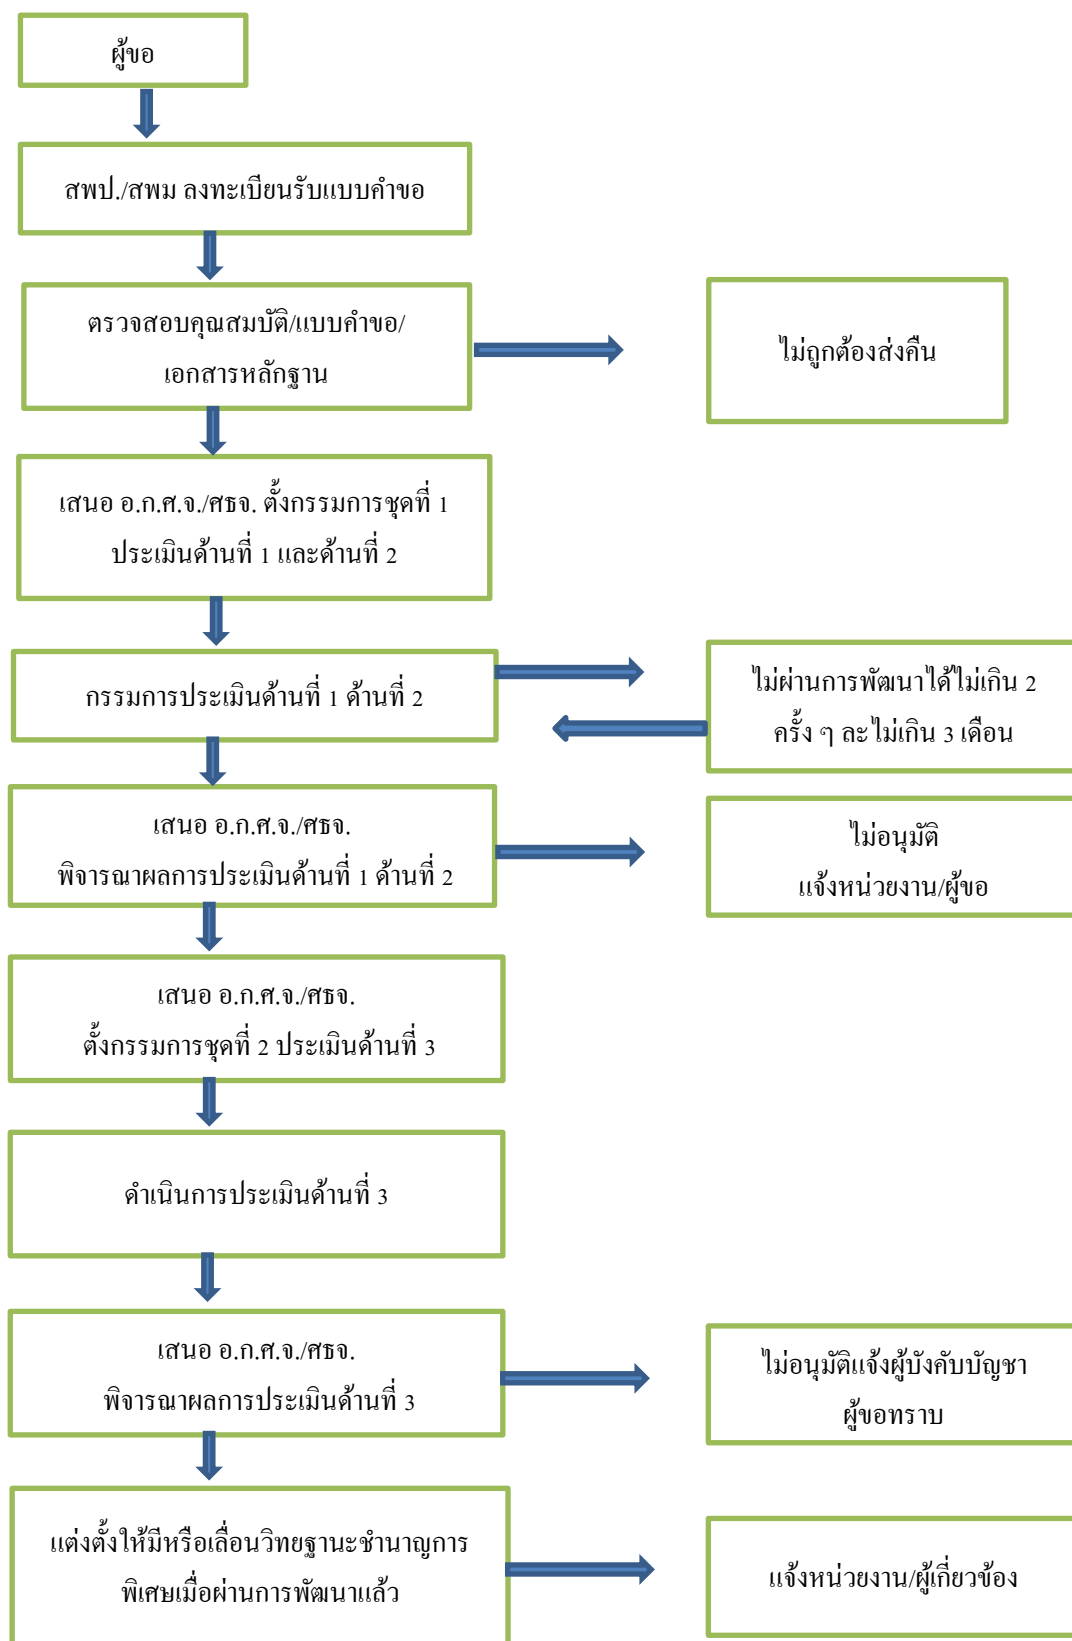 ผู้ขอ
สพป./สพม ลงทะเบียนรับแบบคำขอ
ตรวจสอบคุณสมบัติ/แบบคำขอ/
เอกสารหลักฐาน
ไม่ถูกต้องส่งคืน
เสนอ อ.ก.ศ.จ./ศธจ. ตั้งกรรมการชุดที่ 1
ประเมินด้านที่ 1 และด้านที่ 2
กรรมการประเมินด้านที่ 1 ด้านที่ 2
ไม่ผ่านการพัฒนาได้ไม่เกิน 2
ครั้ง ๆ ละไม่เกิน 3 เดือน
เสนอ อ.ก.ศ.จ./ศธจ.
พิจารณาผลการประเมินด้านที่ 1 ด้านที่ 2
ไม่อนุมัติ
แจ้งหน่วยงาน/ผู้ขอ
เสนอ อ.ก.ศ.จ./ศธจ.
ตั้งกรรมการชุดที่ 2 ประเมินด้านที่ 3
ดำเนินการประเมินด้านที่ 3
เสนอ อ.ก.ศ.จ./ศธจ.
พิจารณาผลการประเมินด้านที่ 3
ไม่อนุมัติแจ้งผู้บังคับบัญชา
ผู้ขอทราบ
แต่งตั้งให้มีหรือเลื่อนวิทยฐานะชำนาญการ
พิเศษเมื่อผ่านการพัฒนาแล้ว
แจ้งหน่วยงาน/ผู้เกี่ยวข้อง